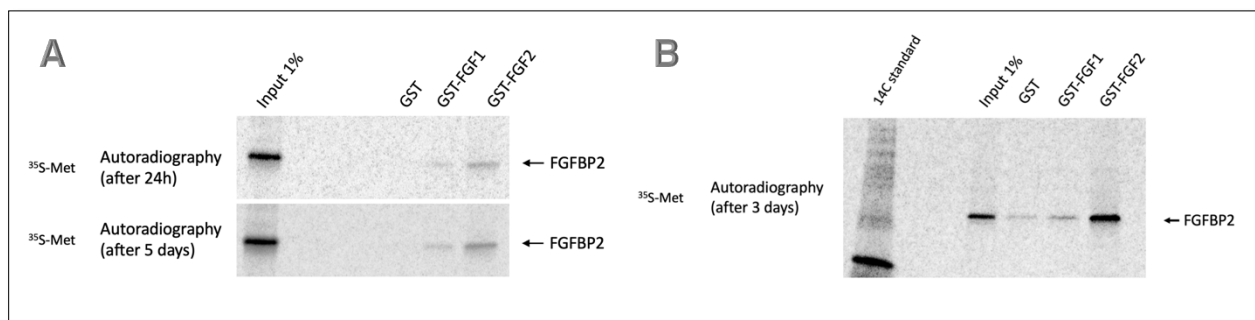 A
Input 1%
GST
GST-FGF1
GST-FGF2
³⁵S-Met
Autoradiography
(after 24h)
← FGFBP2
³⁵S-Met
Autoradiography
(after 5 days)
← FGFBP2
B
14C standard
Input 1%
GST
GST-FGF1
GST-FGF2
³⁵S-Met
Autoradiography
(after 3 days)
← FGFBP2